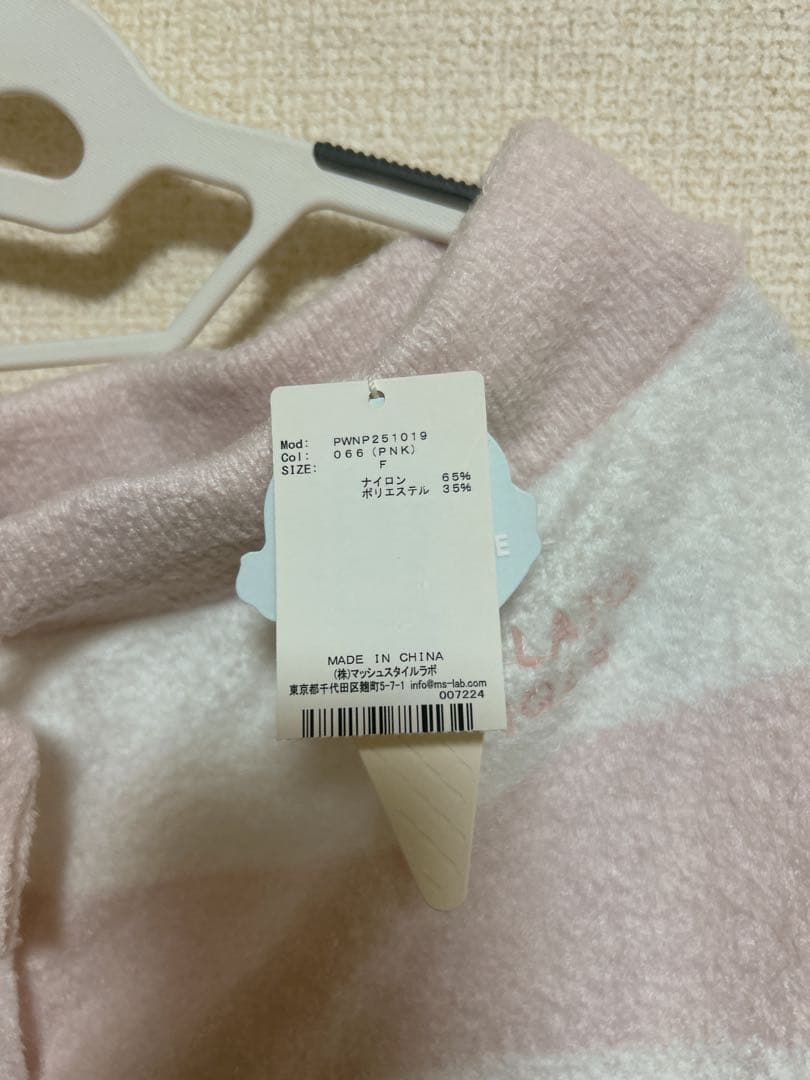 Mod: PWNP251019
Col: 066(PNK)
SIZE: F
ナイロン 65%
ポリエステル 35%
E
LATO
MADE IN CHINA
(株)マッシュスタイルラボ
東京都千代田区麹町5-7-1 info@ms-lab.com
007224